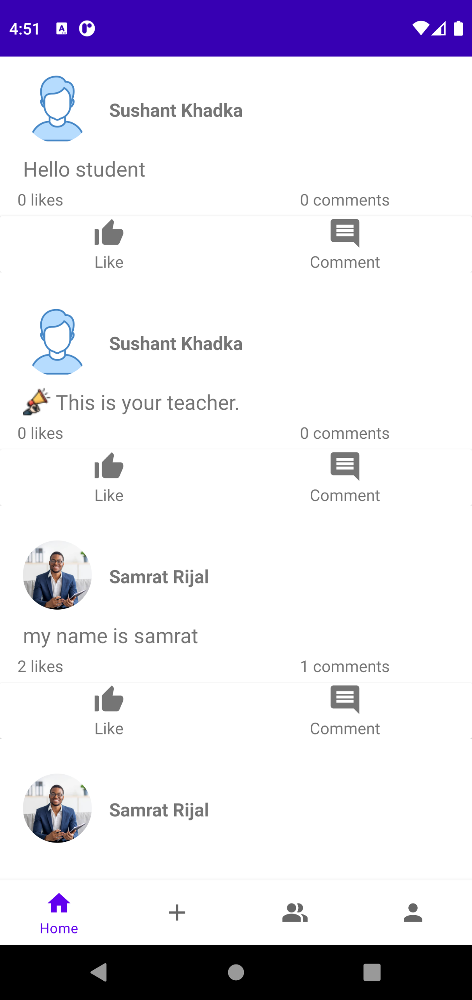 4:51
Sushant Khadka
Hello student
0 likes 0 comments
Like Comment
Sushant Khadka
📣 This is your teacher.
0 likes 0 comments
Like Comment
Samrat Rijal
my name is samrat
2 likes 1 comments
Like Comment
Samrat Rijal
Home